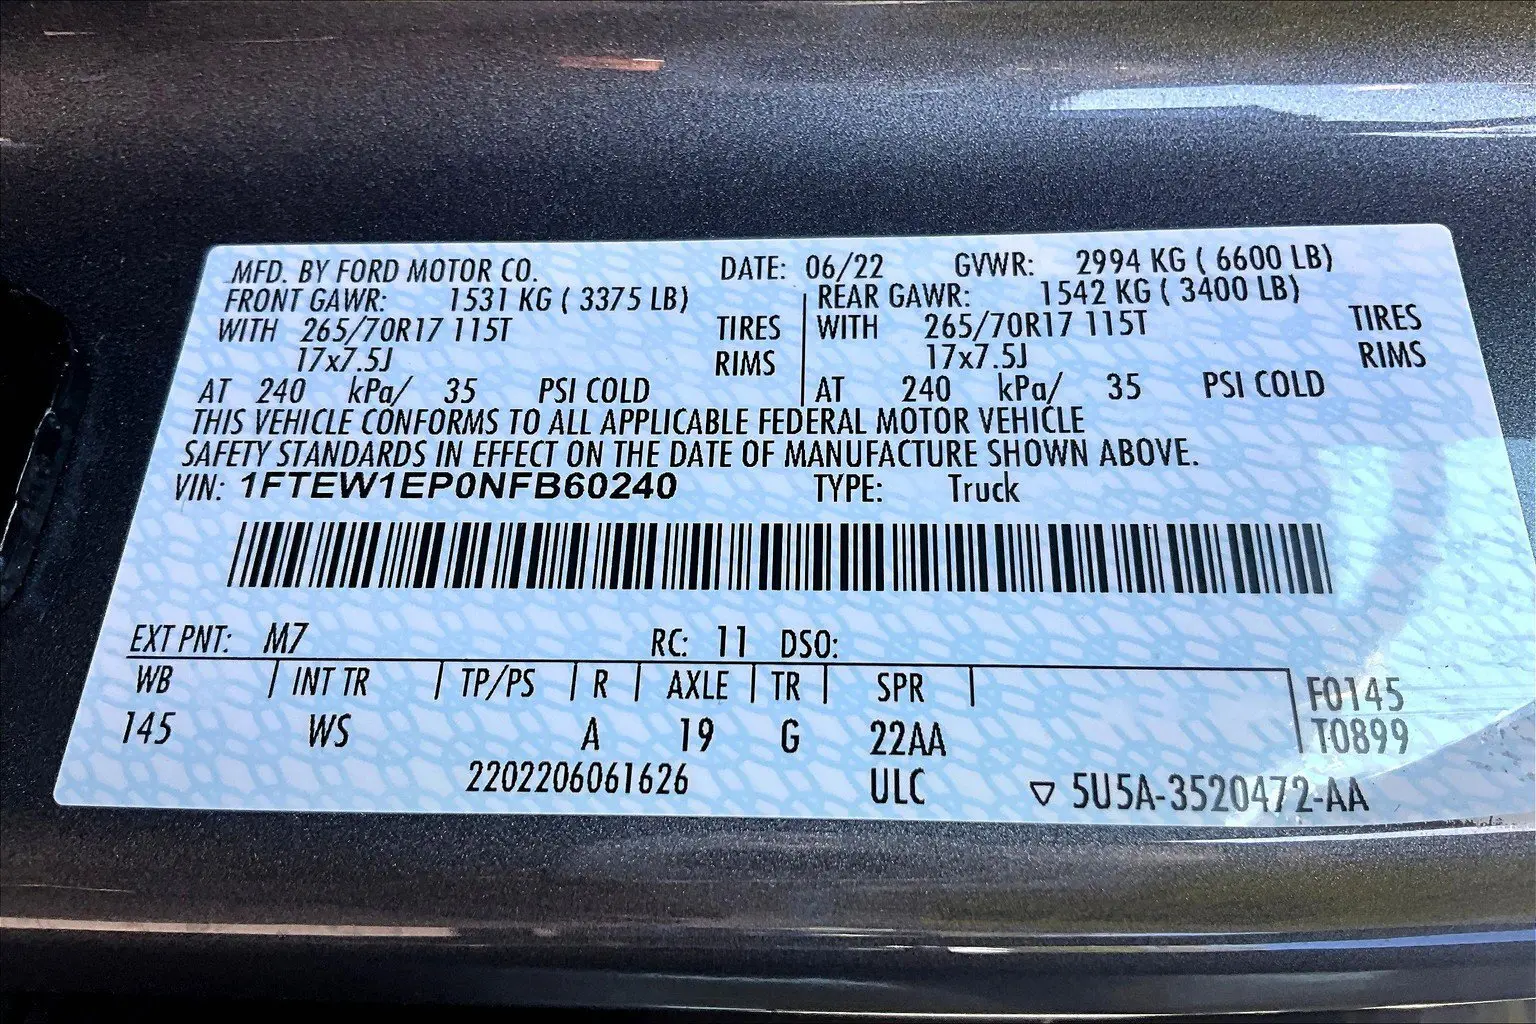 MFD. BY FORD MOTOR CO. DATE: 06/22 GVWR: 2994 KG ( 6600 LB)
FRONT GAWR: 1531 KG ( 3375 LB) REAR GAWR: 1542 KG ( 3400 LB)
WITH 265/70R17 115T TIRES WITH 265/70R17 115T TIRES
17x7.5J RIMS 17x7.5J RIMS
AT 240 kPa/ 35 PSI COLD AT 240 kPa/ 35 PSI COLD
THIS VEHICLE CONFORMS TO ALL APPLICABLE FEDERAL MOTOR VEHICLE
SAFETY STANDARDS IN EFFECT ON THE DATE OF MANUFACTURE SHOWN ABOVE.
VIN: 1FTEW1EP0NFB60240 TYPE: Truck
EXT PNT: M7 RC: 11 DSO:
WB INT TR TP/PS R AXLE TR SPR F0145
145 WS A 19 G 22AA T0899
2202206061626 ULC ▽ 5U5A-3520472-AA